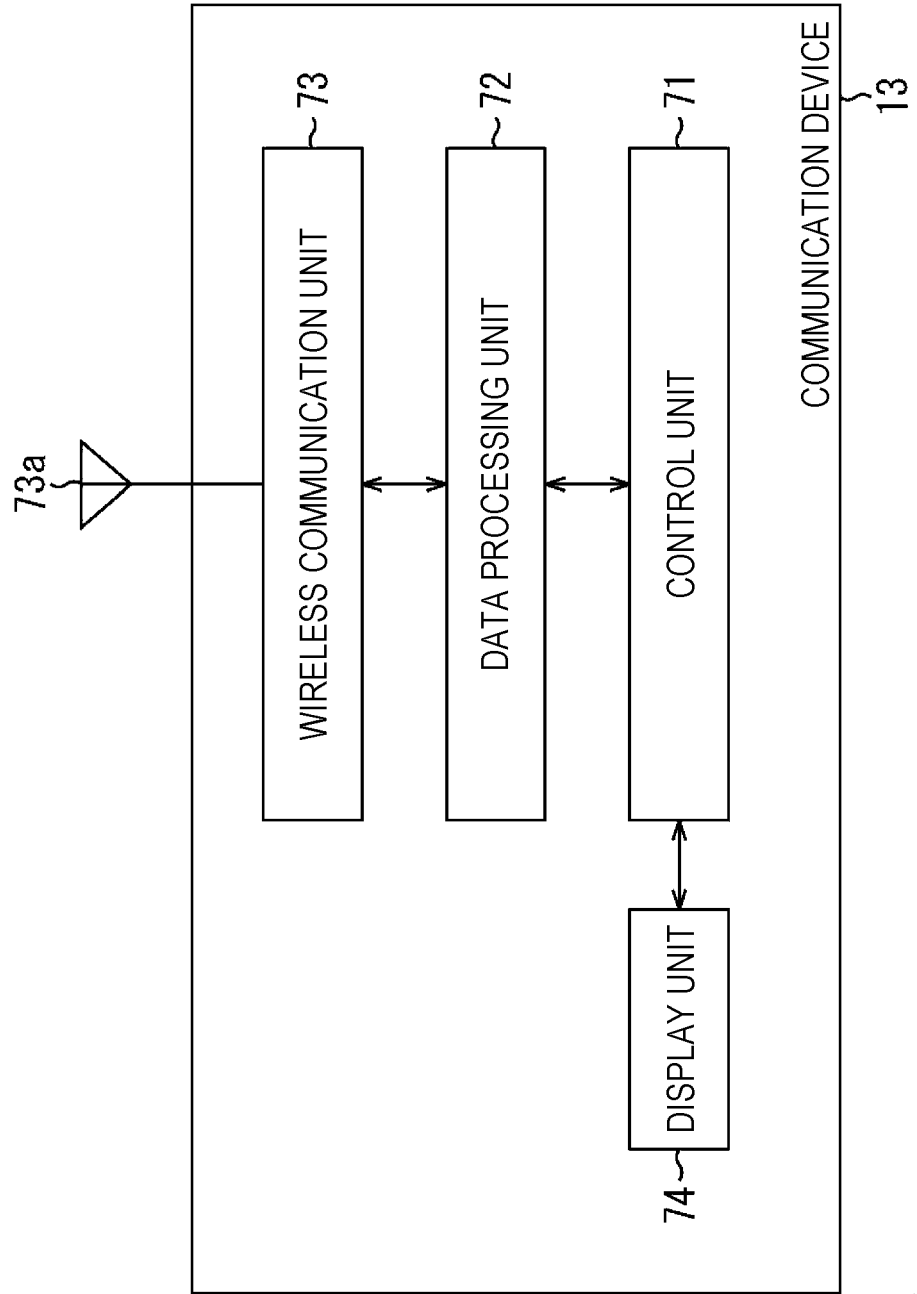 73a
73
WIRELESS COMMUNICATION UNIT
72
DATA PROCESSING UNIT
71
CONTROL UNIT
74
DISPLAY UNIT
COMMUNICATION DEVICE
13